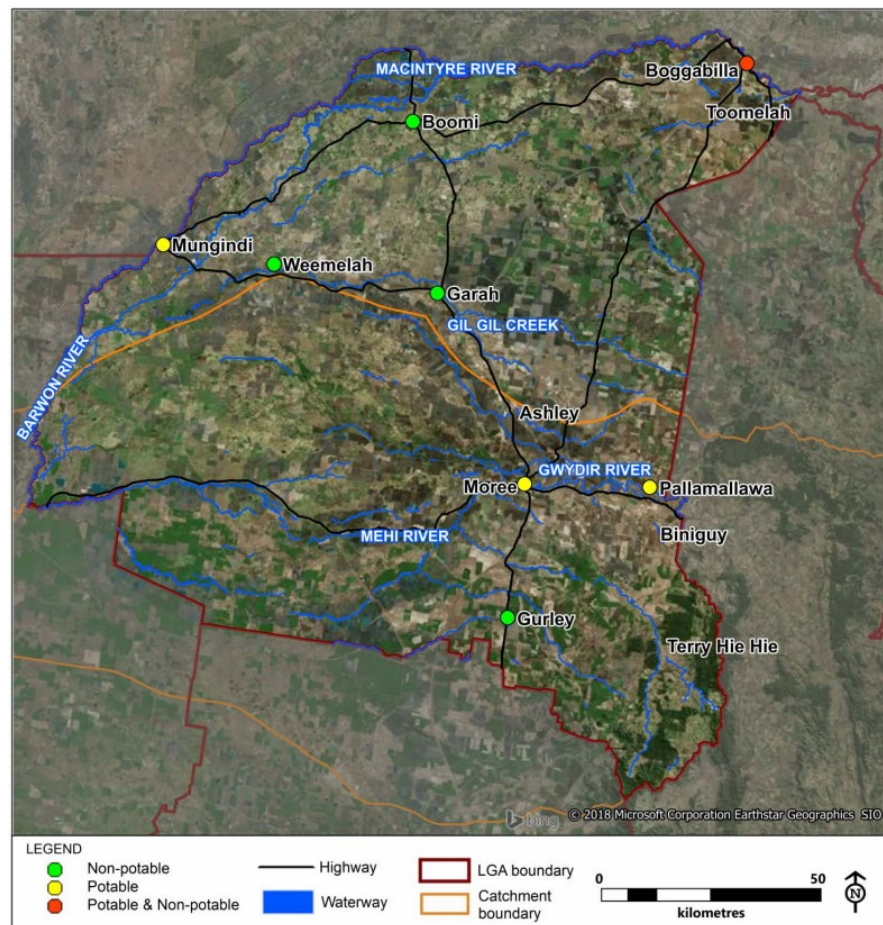 MACINTYRE RIVER
Boggabilla
Toomelah
Boomi
Mungindi
Weemelah
Garah
GIL GIL CREEK
BARWON RIVER
Ashley
GWYDIR RIVER
Moree
Pallamallawa
MEHI RIVER
Biniguy
Gurley
Terry Hie Hie
bing
© 2018 Microsoft Corporation Earthstar Geographics SIO
LEGEND
Non-potable
Potable
Potable & Non-potable
Highway
Waterway
LGA boundary
Catchment
boundary
0
50
kilometres
N